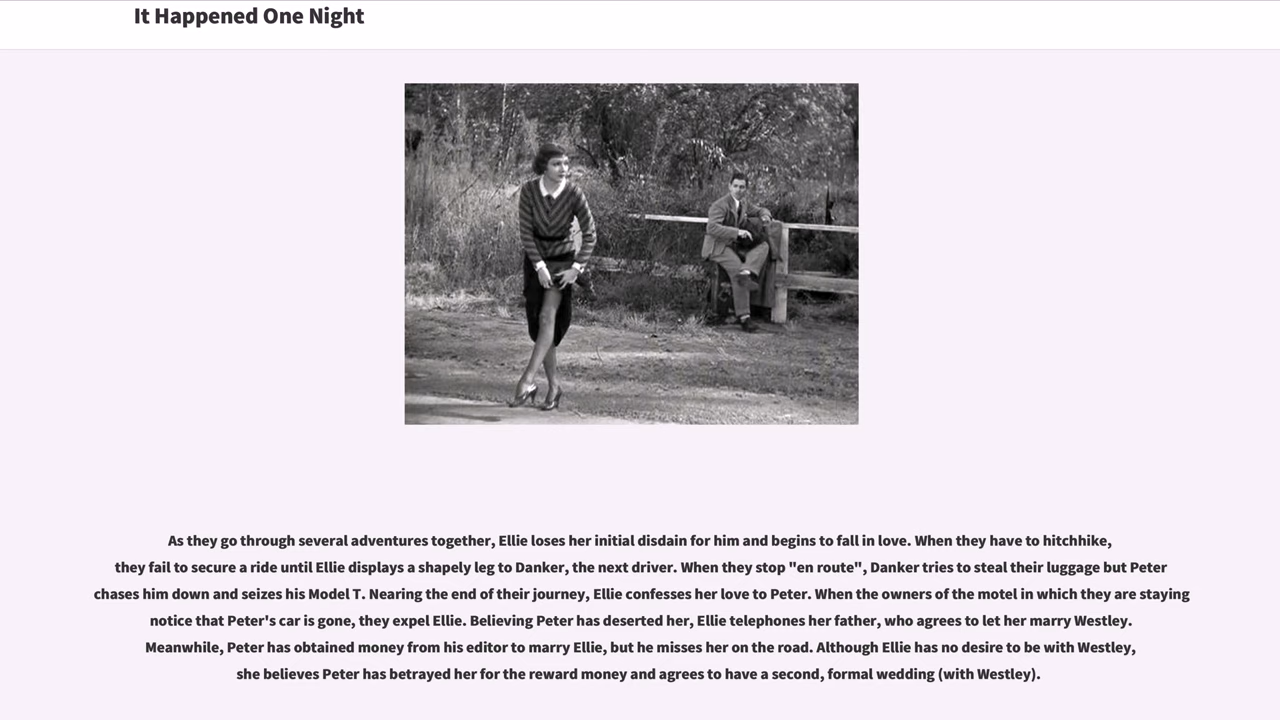 It Happened One Night
As they go through several adventures together, Ellie loses her initial disdain for him and begins to fall in love. When they have to hitchhike,
they fail to secure a ride until Ellie displays a shapely leg to Danker, the next driver. When they stop "en route", Danker tries to steal their luggage but Peter
chases him down and seizes his Model T. Nearing the end of their journey, Ellie confesses her love to Peter. When the owners of the motel in which they are staying
notice that Peter's car is gone, they expel Ellie. Believing Peter has deserted her, Ellie telephones her father, who agrees to let her marry Westley.
Meanwhile, Peter has obtained money from his editor to marry Ellie, but he misses her on the road. Although Ellie has no desire to be with Westley,
she believes Peter has betrayed her for the reward money and agrees to have a second, formal wedding (with Westley).